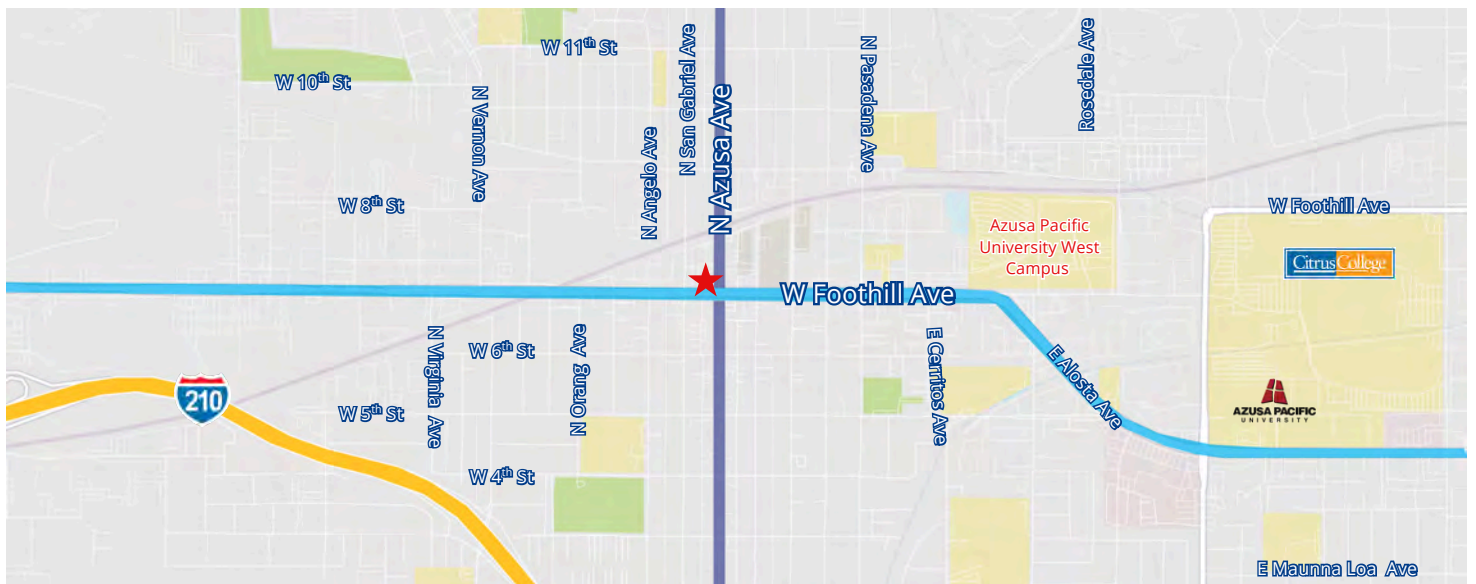 W 11th St
W 10th St
N Vernon Ave
N Angelo Ave
N San Gabriel Ave
N Azusa Ave
N Pasadena Ave
Rosedale Ave
W 8th St
W Foothill Ave
Azusa Pacific
University West
Campus
Citrus College
W Foothill Ave
N Virginia Ave
W 6th St
N Orang Ave
E Cerritos Ave
E Alosta Ave
210
W 5th St
AZUSA PACIFIC
UNIVERSITY
W 4th St
E Maunna Loa Ave